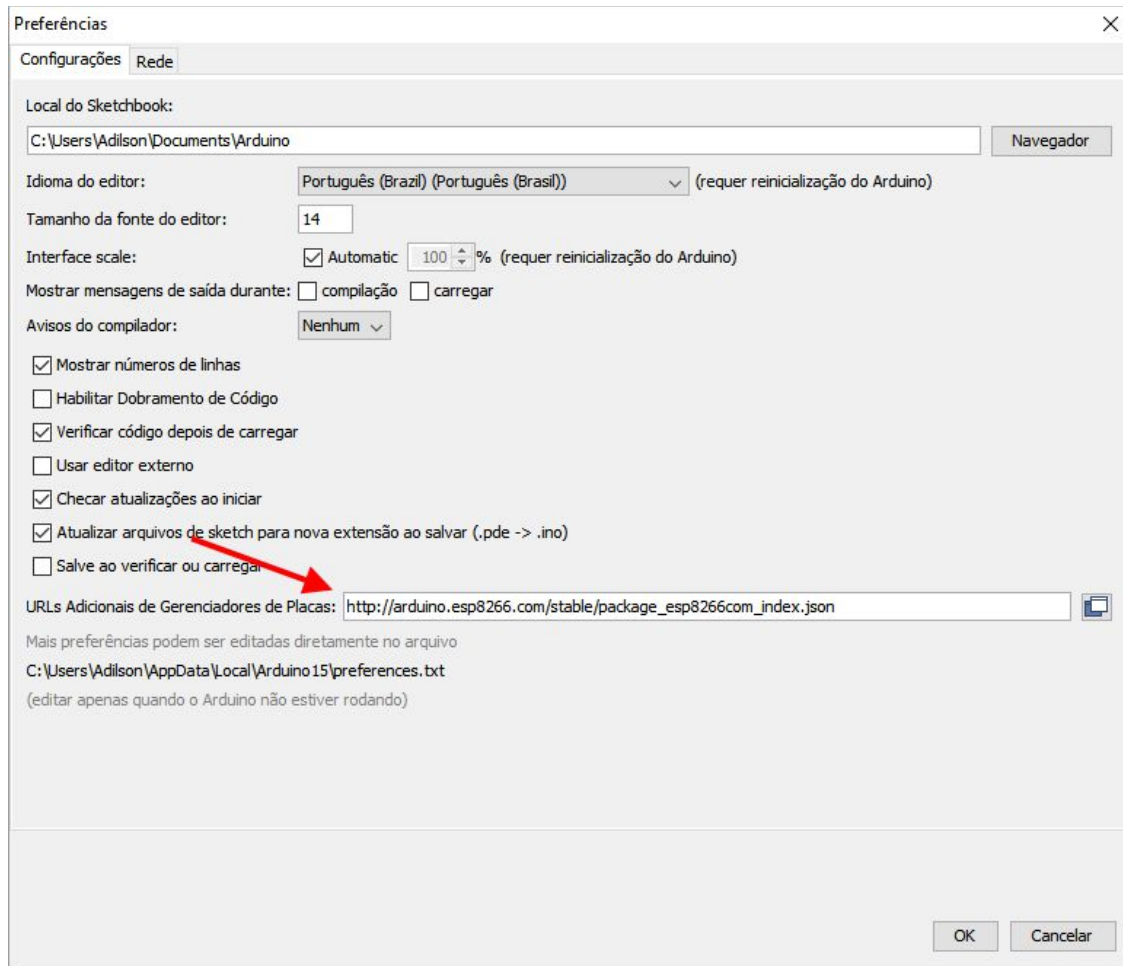 Preferências
Configurações Rede
Local do Sketchbook:
C:\Users\Adilson\Documents\Arduino Navegador
Idioma do editor: Português (Brazil) (Português (Brasil)) (requer reinicialização do Arduino)
Tamanho da fonte do editor: 14
Interface scale: Automatic 100 % (requer reinicialização do Arduino)
Mostrar mensagens de saída durante: compilação carregar
Avisos do compilador: Nenhum
Mostrar números de linhas
Habilitar Dobramento de Código
Verificar código depois de carregar
Usar editor externo
Checar atualizações ao iniciar
Atualizar arquivos de sketch para nova extensão ao salvar (.pde -> .ino)
Salve ao verificar ou carregar
URLs Adicionais de Gerenciadores de Placas: http://arduino.esp8266.com/stable/package_esp8266com_index.json
Mais preferências podem ser editadas diretamente no arquivo
C:\Users\Adilson\AppData\Local\Arduino15\preferences.txt
(editar apenas quando o Arduino não estiver rodando)
OK Cancelar